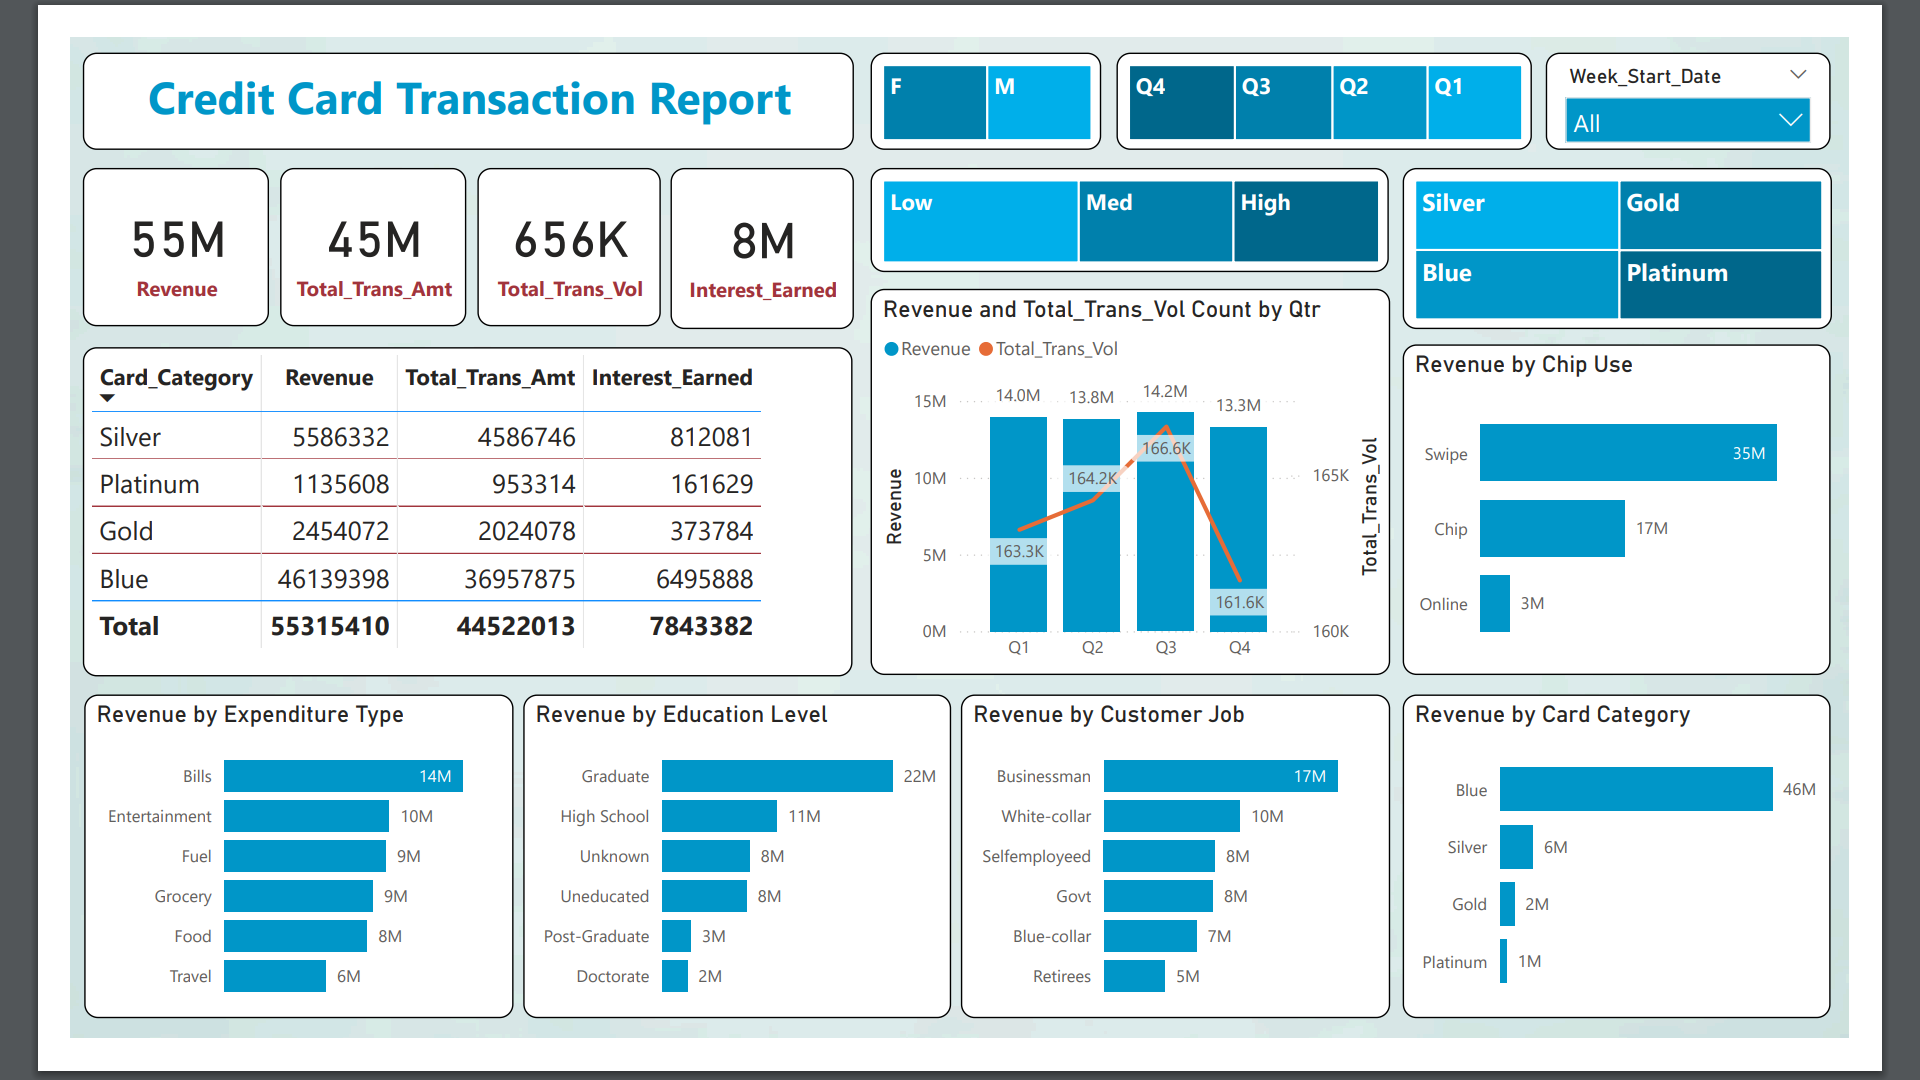 Credit Card Transaction Report
F M
Q4 Q3 Q2 Q1
Week_Start_Date
All
55M
Revenue
45M
Total_Trans_Amt
656K
Total_Trans_Vol
8M
Interest_Earned
Low Med High
Silver Gold
Blue Platinum
Card_Category Revenue Total_Trans_Amt Interest_Earned
Silver 5586332 4586746 812081
Platinum 1135608 953314 161629
Gold 2454072 2024078 373784
Blue 46139398 36957875 6495888
Total 55315410 44522013 7843382
Revenue and Total_Trans_Vol Count by Qtr
Revenue Total_Trans_Vol
14.0M 13.8M 14.2M 13.3M
15M
10M
5M
0M
Revenue
163.3K 164.2K 166.6K 161.6K
165K
160K
Total_Trans_Vol
Q1 Q2 Q3 Q4
Revenue by Chip Use
Swipe 35M
Chip 17M
Online 3M
Revenue by Expenditure Type
Bills 14M
Entertainment 10M
Fuel 9M
Grocery 9M
Food 8M
Travel 6M
Revenue by Education Level
Graduate 22M
High School 11M
Unknown 8M
Uneducated 8M
Post-Graduate 3M
Doctorate 2M
Revenue by Customer Job
Businessman 17M
White-collar 10M
Selfemployeed 8M
Govt 8M
Blue-collar 7M
Retirees 5M
Revenue by Card Category
Blue 46M
Silver 6M
Gold 2M
Platinum 1M